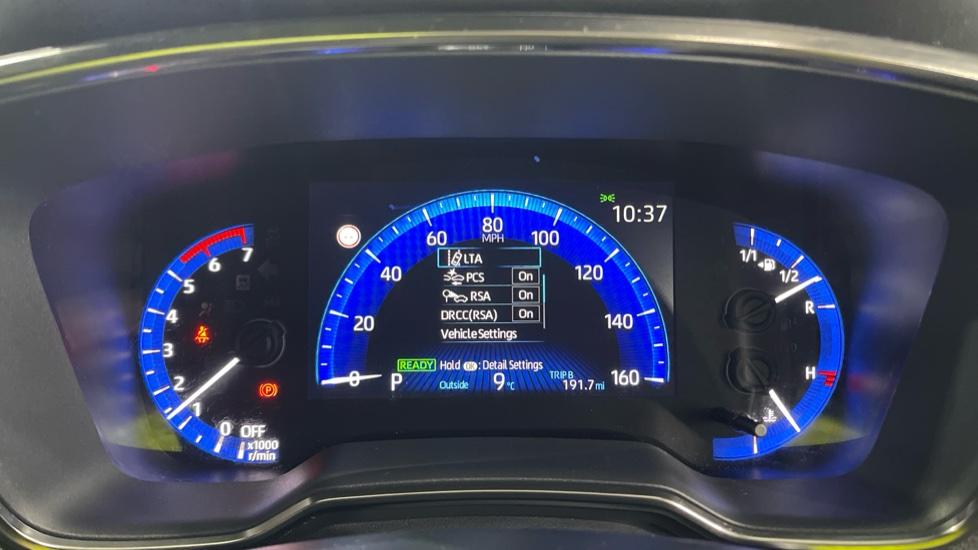 10:37
80
MPH
60
100
40
120
20
140
0
160
LTA
PCS On
RSA On
DRCC(RSA) On
Vehicle Settings
READY Hold OK : Detail Settings
P
Outside 9 °C
TRIP B
191.7 mi
7
6
5
4
3
2
1
0 OFF
x1000
r/min
P
1/1
1/2
R
H